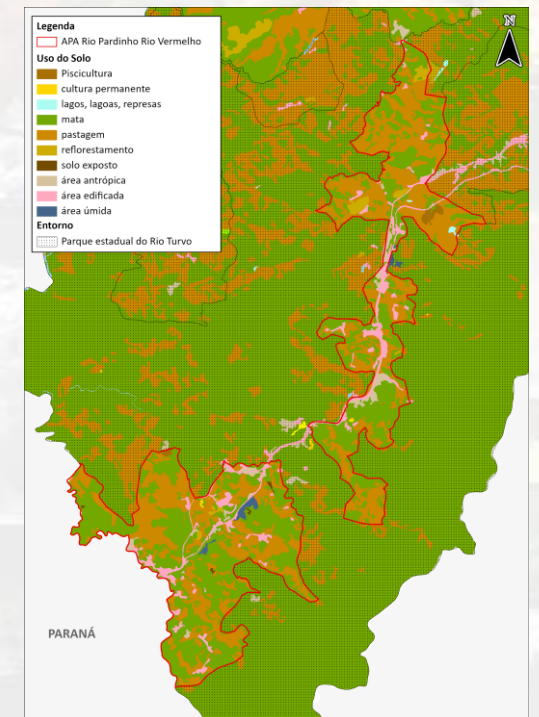 Legenda
APA Rio Pardinho Rio Vermelho
Uso do Solo
Piscicultura
cultura permanente
lagos, lagoas, represas
mata
pastagem
reflorestamento
solo exposto
área antrópica
área edificada
área úmida
Entorno
Parque estadual do Rio Turvo
N
PARANÁ